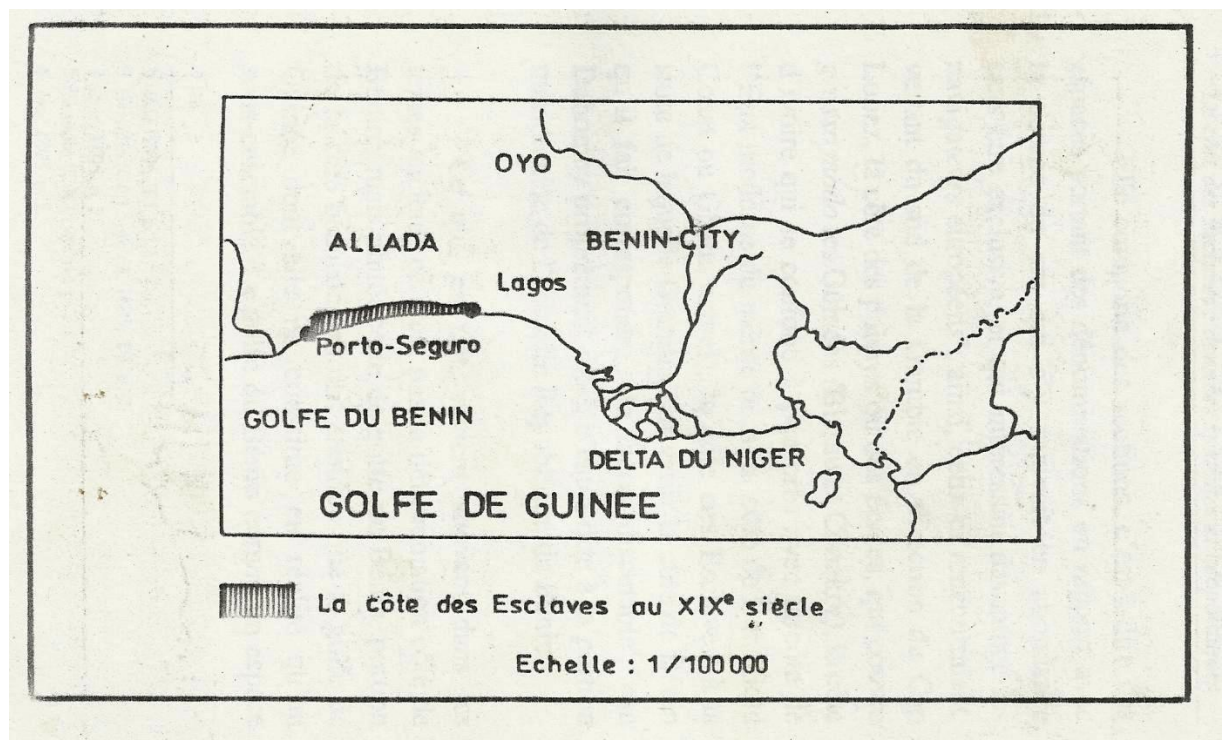 OYO
ALLADA
BENIN-CITY
Lagos
Porto-Seguro
GOLFE DU BENIN
DELTA DU NIGER
GOLFE DE GUINEE
La côte des Esclaves au XIXe siècle
Echelle : 1/100 000